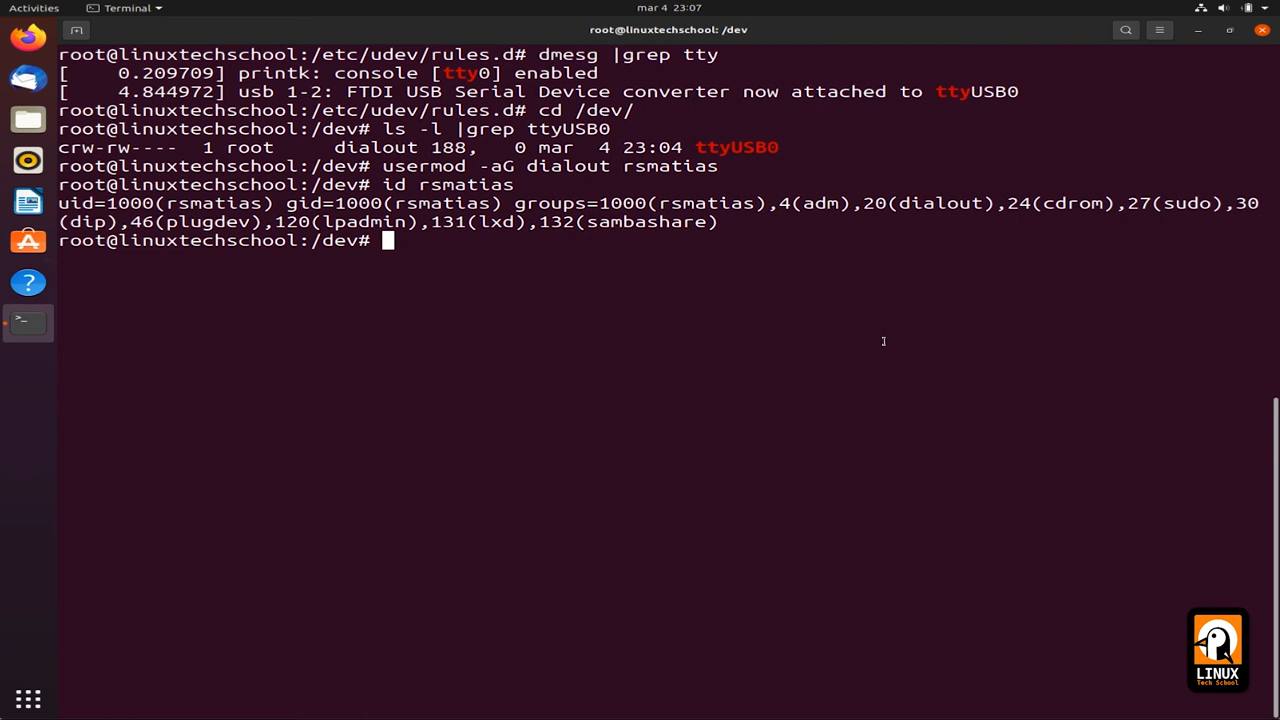 Activities Terminal mar 4 23:07
root@linuxtechschool: /dev
root@linuxtechschool:/etc/udev/rules.d# dmesg |grep tty
[    0.209709] printk: console [tty0] enabled
[    4.844972] usb 1-2: FTDI USB Serial Device converter now attached to ttyUSB0
root@linuxtechschool:/etc/udev/rules.d# cd /dev/
root@linuxtechschool:/dev# ls -l |grep ttyUSB0
crw-rw----  1 root     dialout 188,   0 mar  4 23:04 ttyUSB0
root@linuxtechschool:/dev# usermod -aG dialout rsmatias
root@linuxtechschool:/dev# id rsmatias
uid=1000(rsmatias) gid=1000(rsmatias) groups=1000(rsmatias),4(adm),20(dialout),24(cdrom),27(sudo),30
(dip),46(plugdev),120(lpadmin),131(lxd),132(sambashare)
root@linuxtechschool:/dev#
LINUX
Tech School